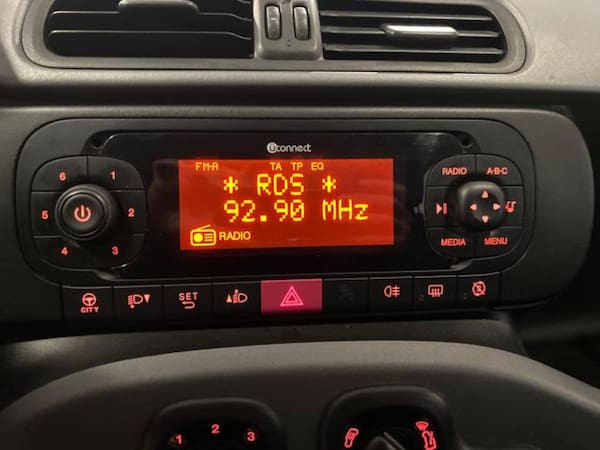 uconnect
FM-A TA TP EQ
* RDS *
92.90 MHz
RADIO
6 1
5 2
4 3
RADIO A-B-C
MEDIA MENU
CITY
SET
1 2 3